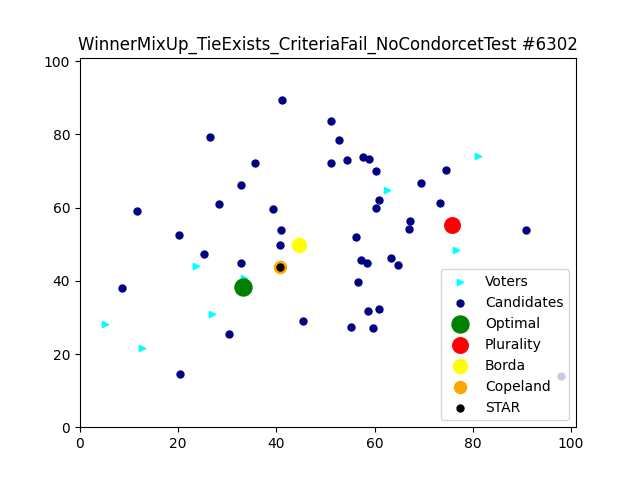 WinnerMixUp_TieExists_CriteriaFail_NoCondorcetTest #6302
100
80
60
40
20
0
0 20 40 60 80 100
Voters
Candidates
Optimal
Plurality
Borda
Copeland
STAR